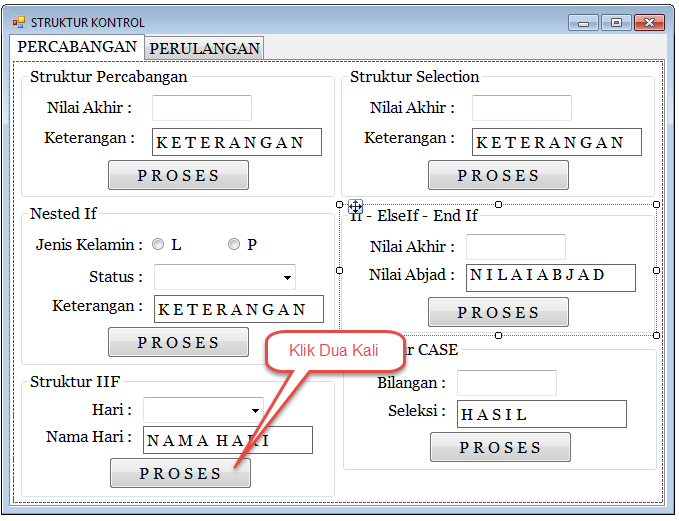 STRUKTUR KONTROL
PERCABANGAN PERULANGAN
Struktur Percabangan
Nilai Akhir :
Keterangan : K E T E R A N G A N
P R O S E S
Struktur Selection
Nilai Akhir :
Keterangan : K E T E R A N G A N
P R O S E S
Nested If
Jenis Kelamin : L P
Status :
Keterangan : K E T E R A N G A N
P R O S E S
If - ElseIf - End If
Nilai Akhir :
Nilai Abjad : N I L A I A B J A D
P R O S E S
Klik Dua Kali
Struktur IIF
Hari :
Nama Hari : N A M A H A R I
P R O S E S
CASE
Bilangan :
Seleksi : H A S I L
P R O S E S